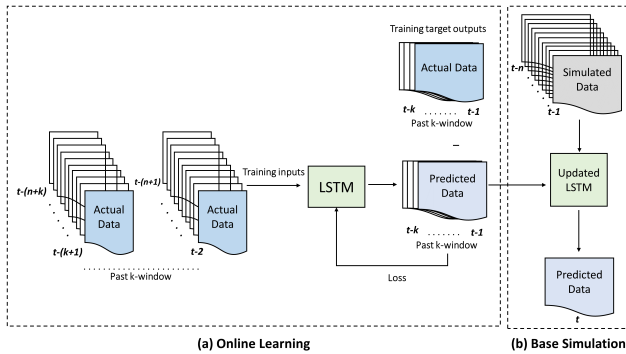 Training target outputs
Actual Data
t-k ....... t-1
Past k-window
–
t-(n+k)
Actual
Data
t-(k+1)
t-(n+1)
Actual
Data
t-2
Past k-window
Training inputs
LSTM
Predicted
Data
t-k ....... t-1
Past k-window
Loss
(a) Online Learning
t-n
Simulated
Data
t-1
Updated
LSTM
Predicted
Data
t
(b) Base Simulation